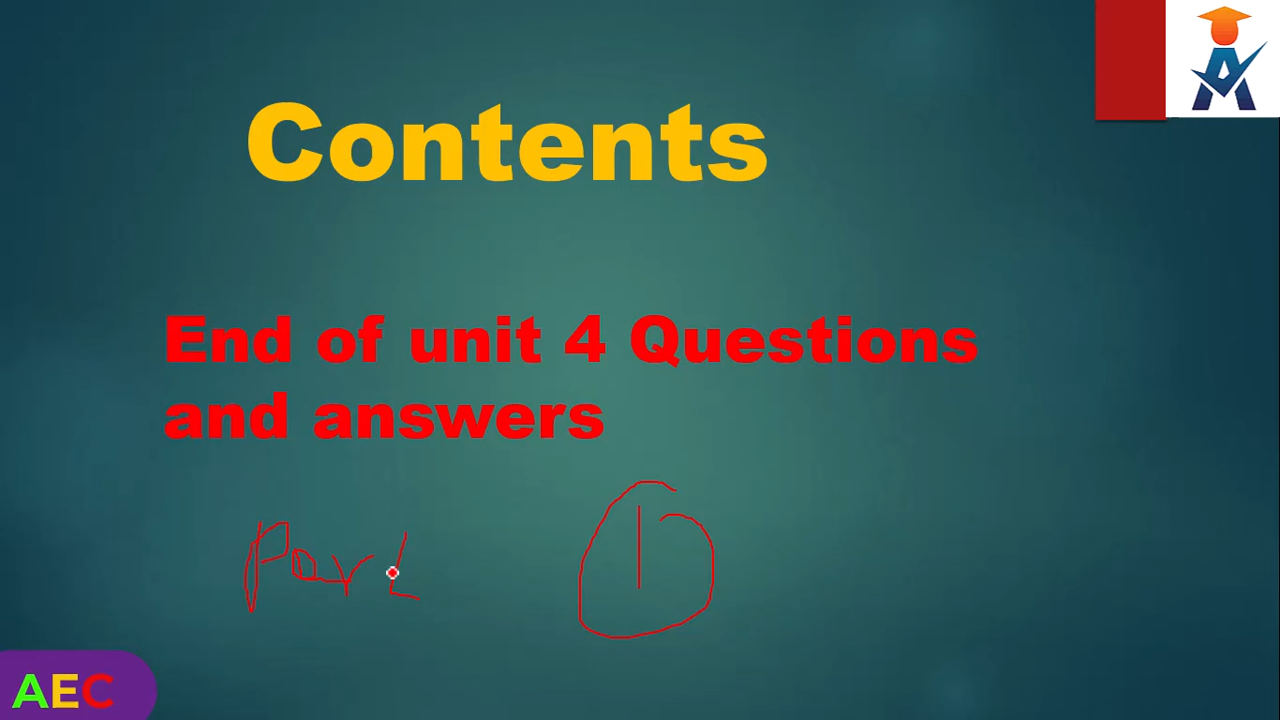 Contents
End of unit 4 Questions
and answers
Part 1
AEC